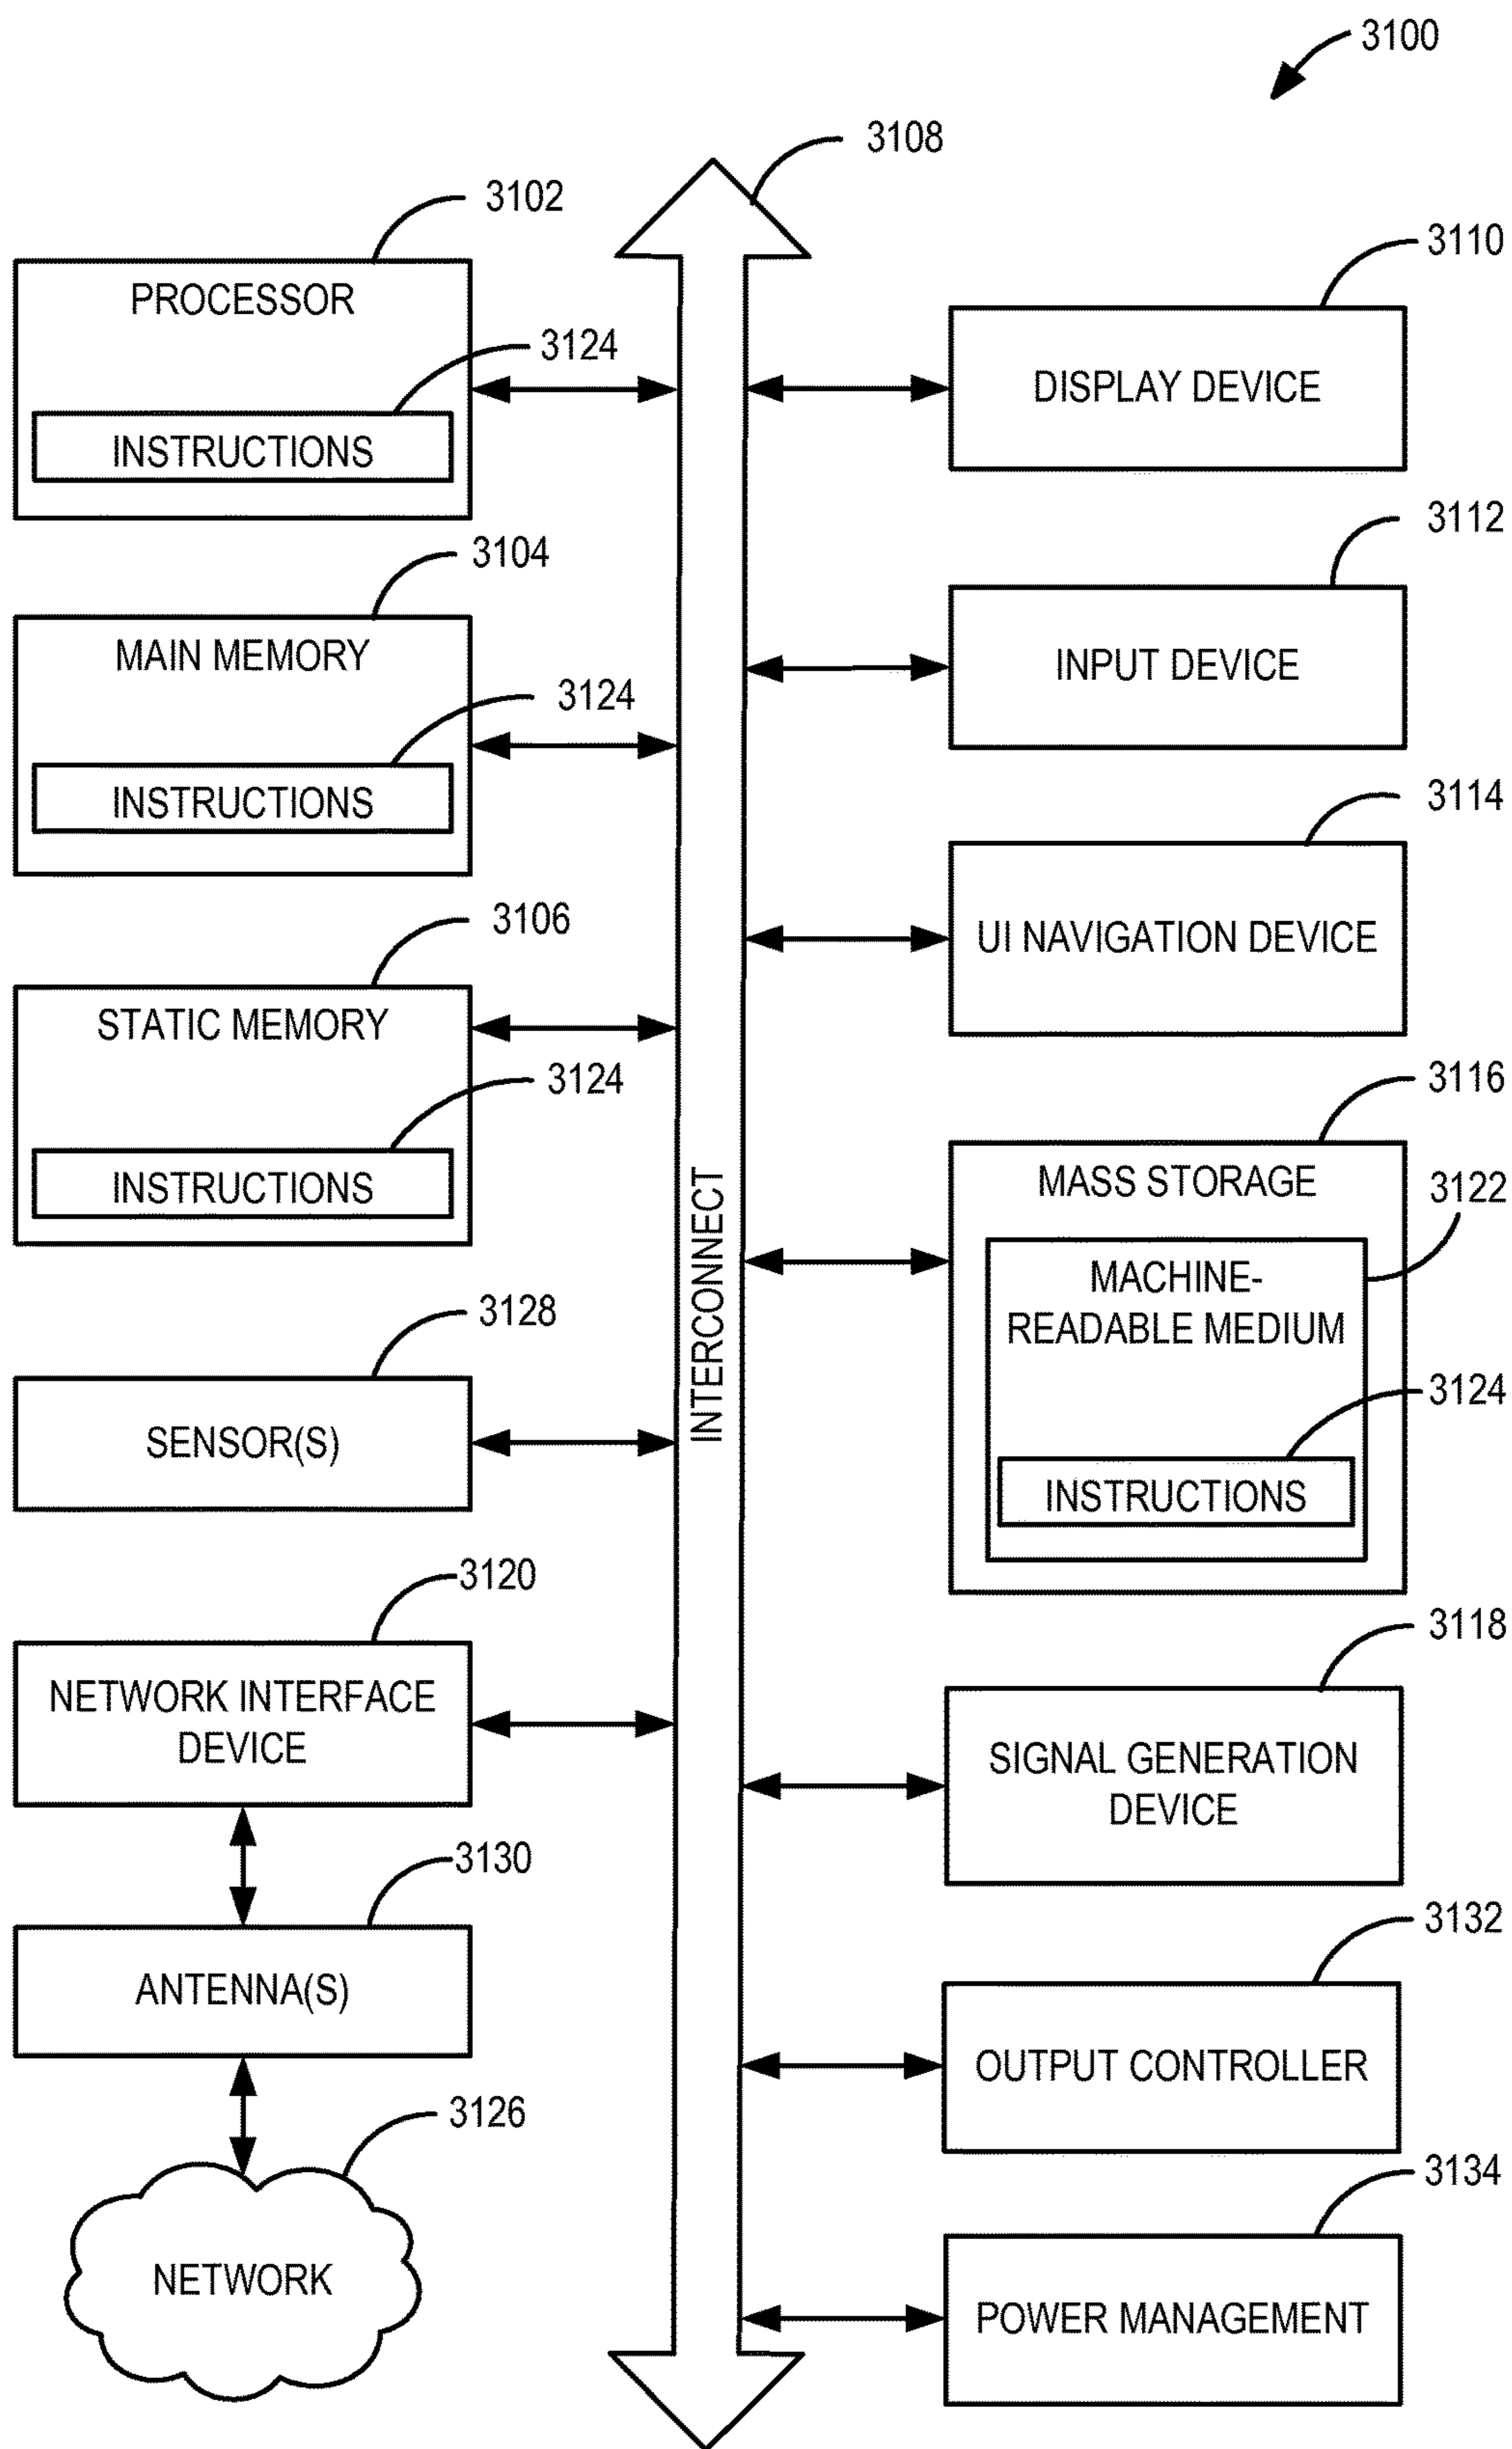 3100
3108
3102
PROCESSOR
3124
INSTRUCTIONS
3104
MAIN MEMORY
3124
INSTRUCTIONS
3106
STATIC MEMORY
3124
INSTRUCTIONS
3128
SENSOR(S)
3120
NETWORK INTERFACE
DEVICE
3130
ANTENNA(S)
3126
NETWORK
INTERCONNECT
3110
DISPLAY DEVICE
3112
INPUT DEVICE
3114
UI NAVIGATION DEVICE
3116
MASS STORAGE
3122
MACHINE-
READABLE MEDIUM
3124
INSTRUCTIONS
3118
SIGNAL GENERATION
DEVICE
3132
OUTPUT CONTROLLER
3134
POWER MANAGEMENT